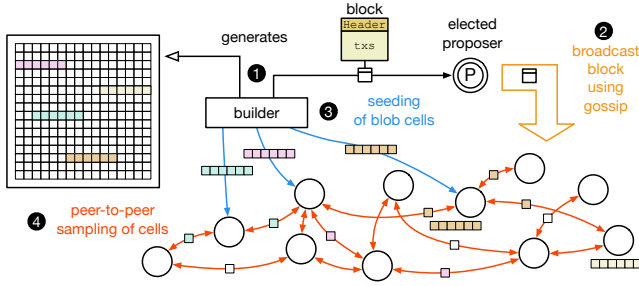 block
generates
Header
txs
elected
proposer
P
1
2
broadcast
block
using
gossip
builder
3
seeding
of blob cells
4
peer-to-peer
sampling of cells